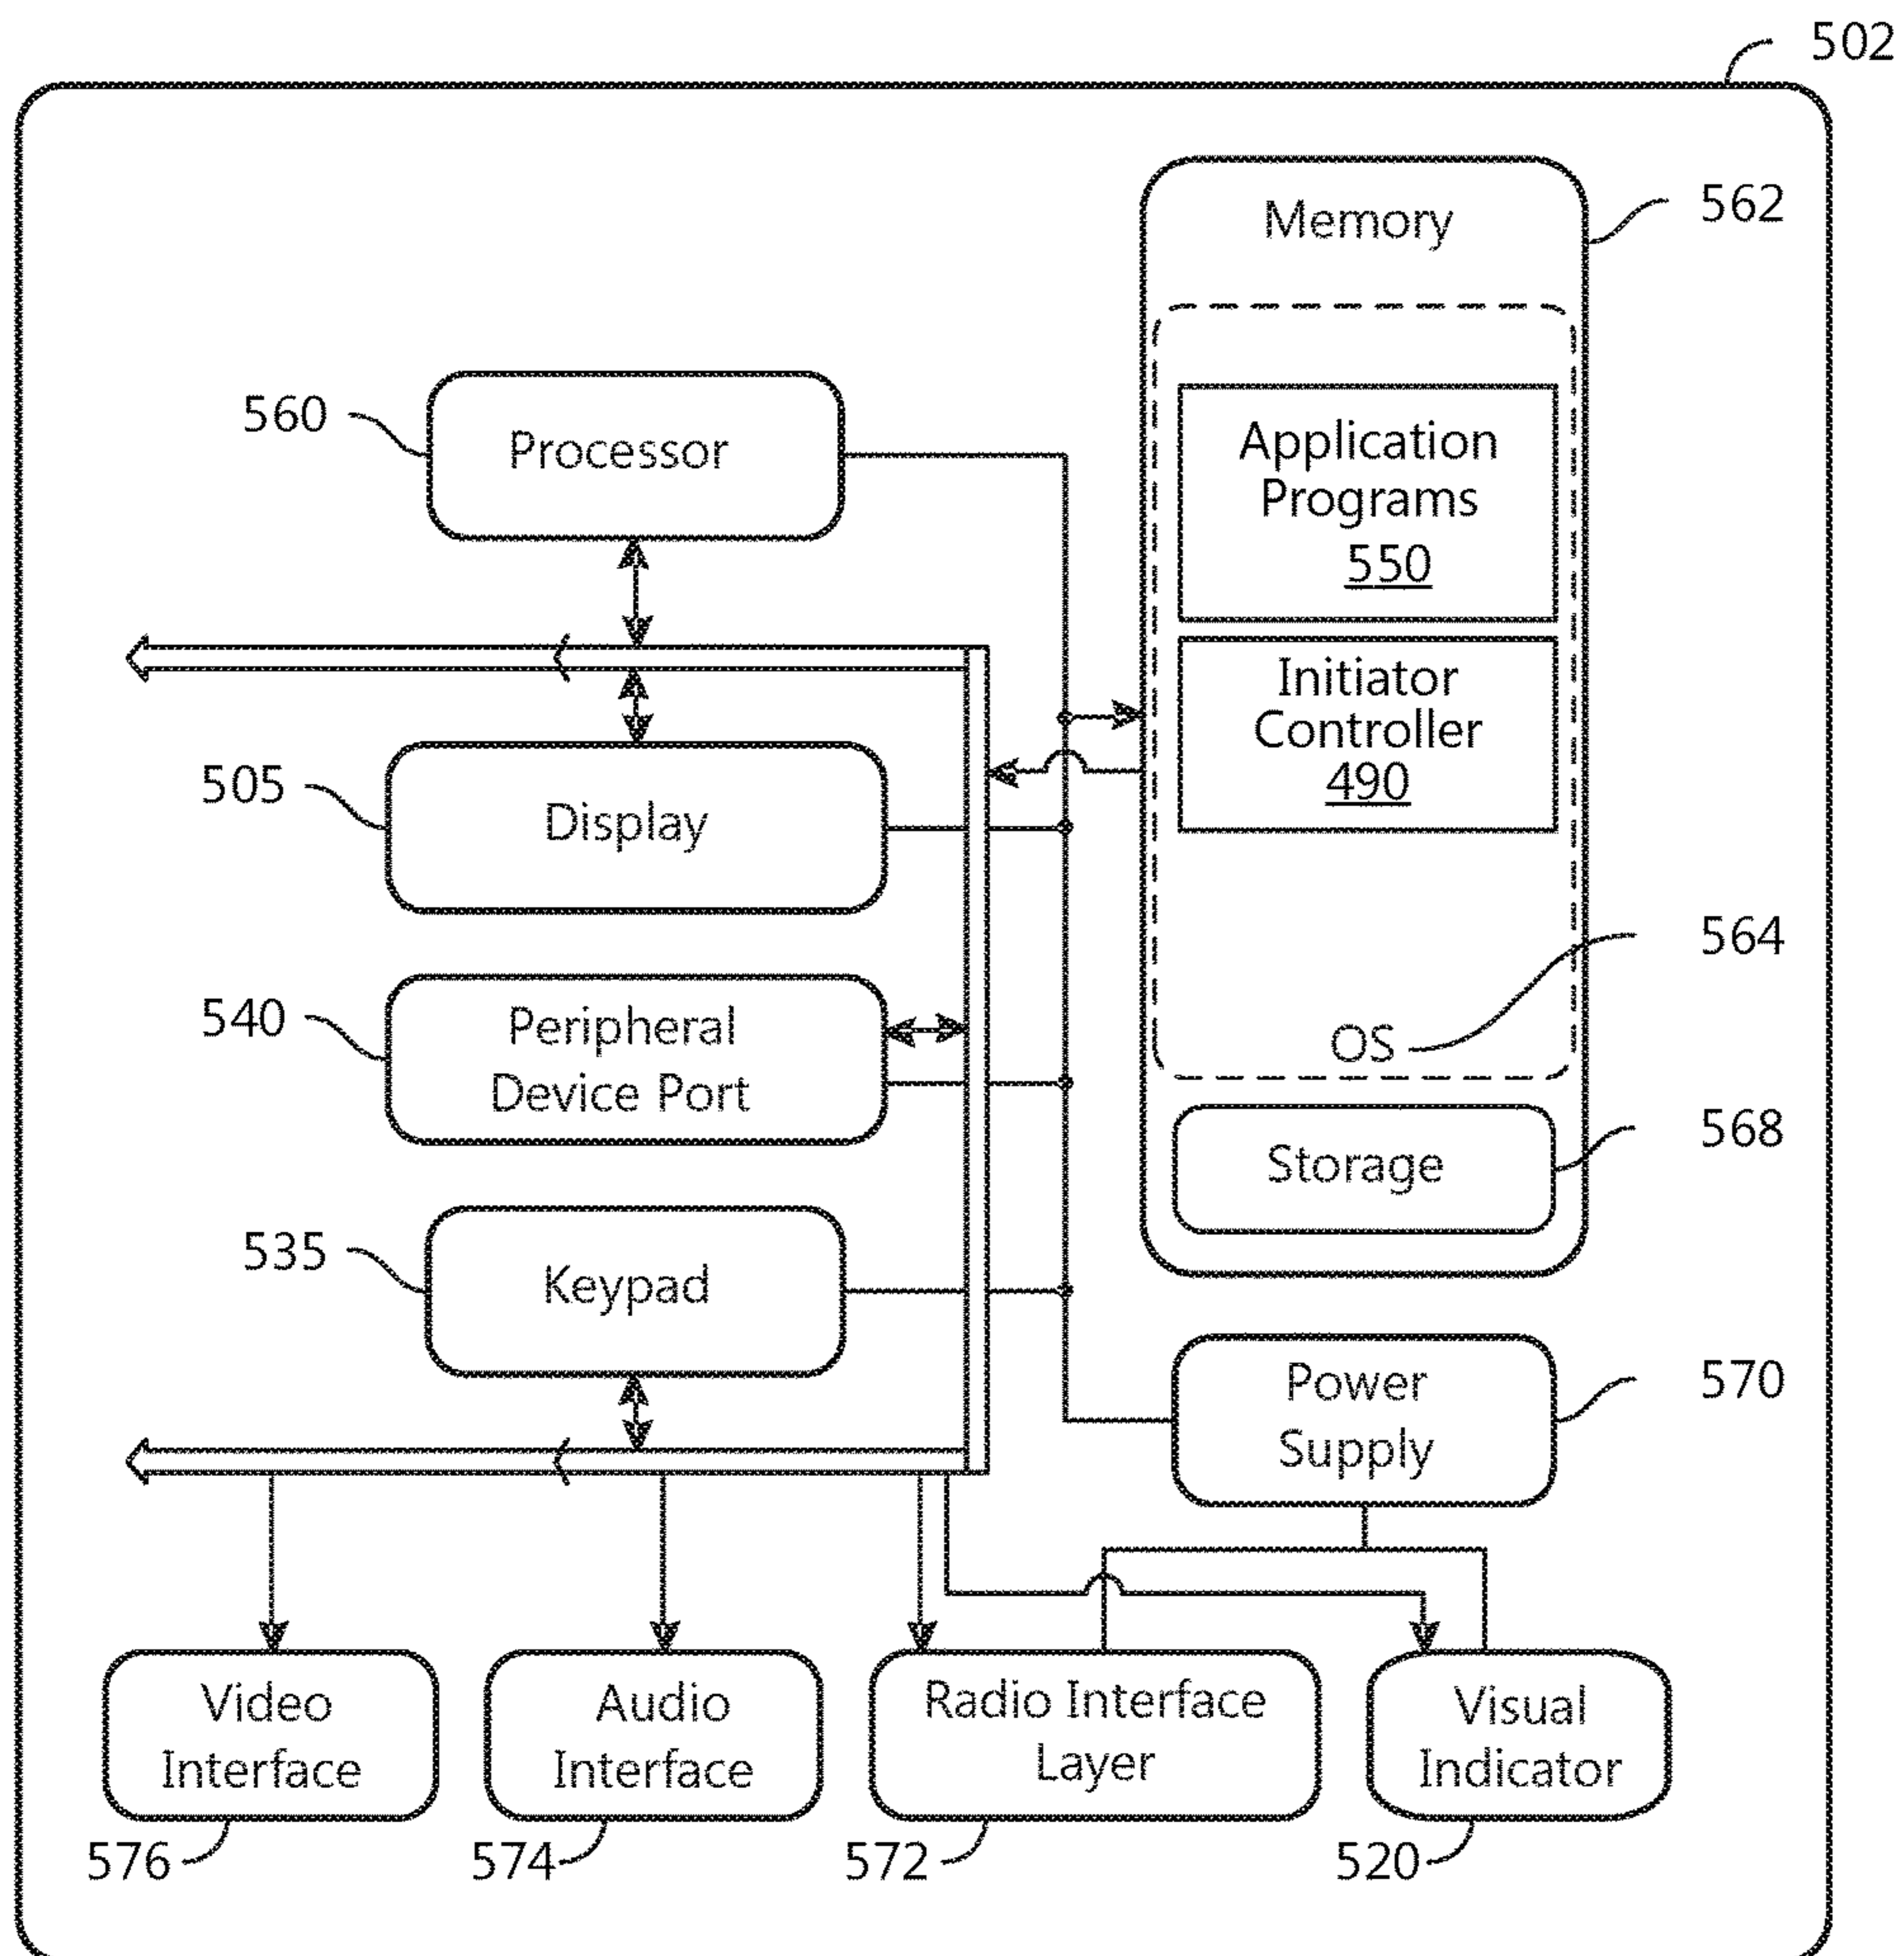 502
Memory
562
Application
Programs
550
560
Processor
Initiator
Controller
490
505
Display
564
OS
540
Peripheral
Device Port
568
Storage
535
Keypad
Power
Supply
570
Video
Interface
Audio
Interface
Radio Interface
Layer
Visual
Indicator
576
574
572
520